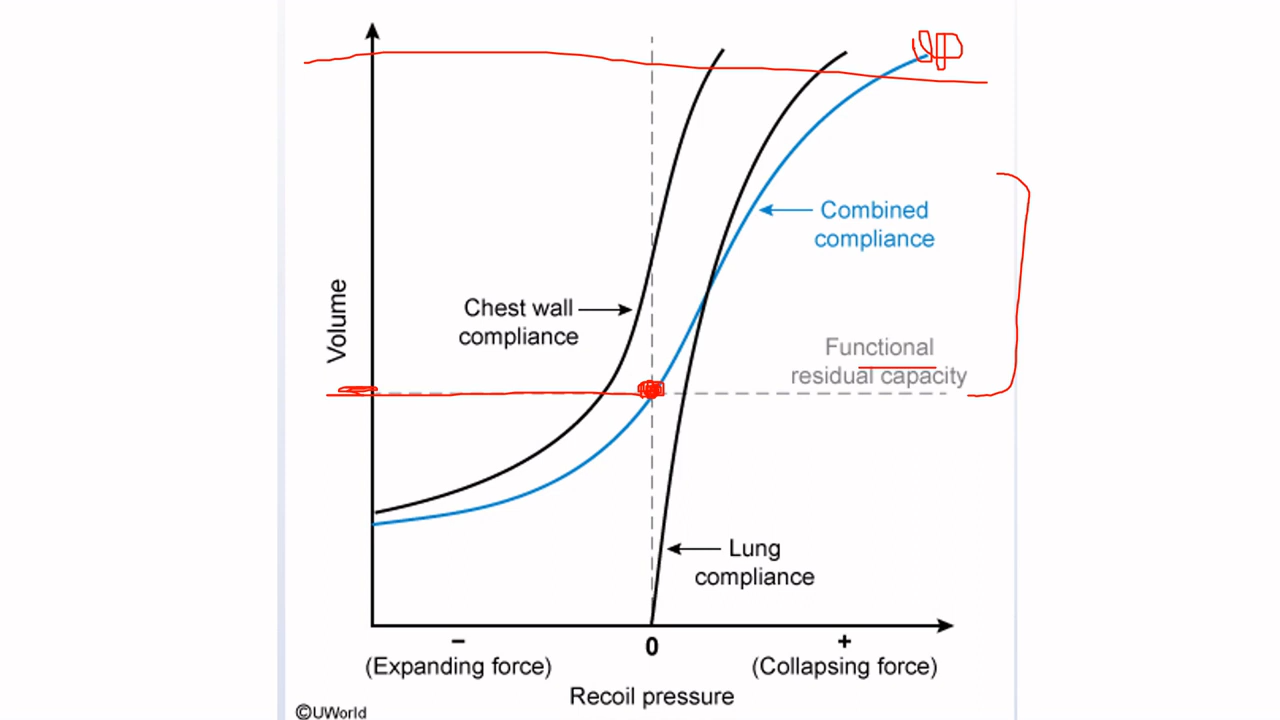 Combined
compliance
Chest wall
compliance
Volume
Functional
residual capacity
Lung
compliance
−
0
+
(Expanding force)
(Collapsing force)
Recoil pressure
©UWorld